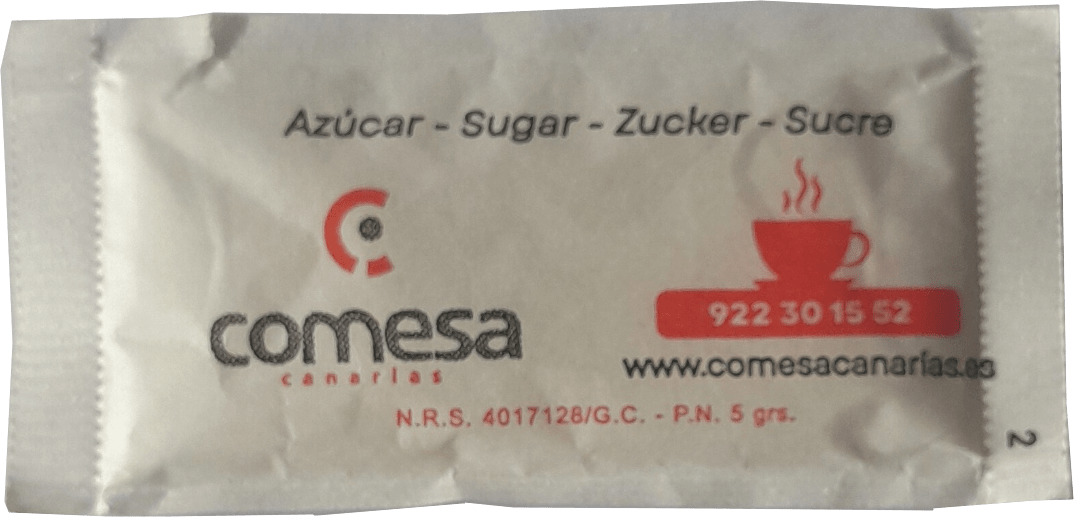 Azúcar - Sugar - Zucker - Sucre
comesa
canarias
922 30 15 52
www.comesacanarias.es
N.R.S. 4017128/G.C. - P.N. 5 grs.
2